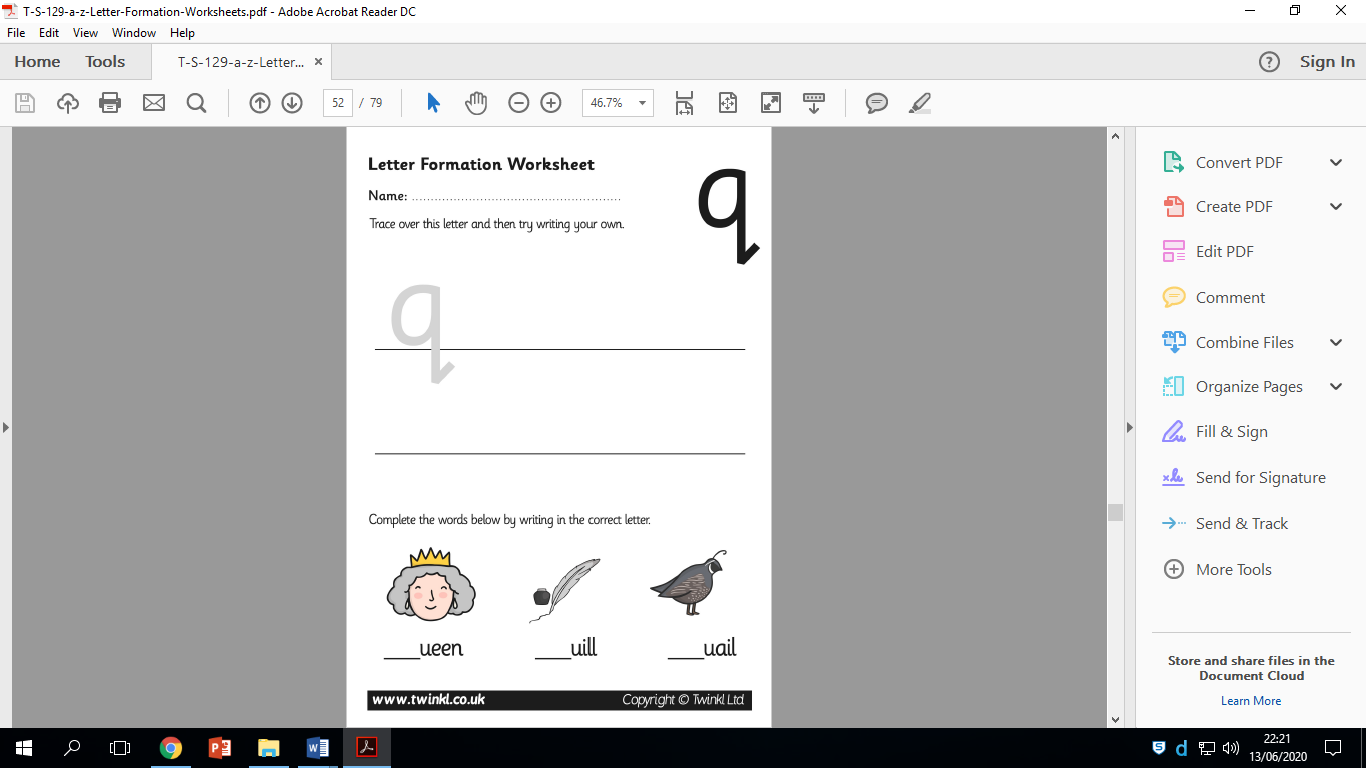 T-S-129-a-z-Letter-Formation-Worksheets.pdf - Adobe Acrobat Reader DC
File Edit View Window Help
Home Tools T-S-129-a-z-Letter... × Sign In
52 / 79 46.7%
Letter Formation Worksheet
Name: ......................................................
Trace over this letter and then try writing your own.
q
q
Complete the words below by writing in the correct letter.
___ueen ___uill ___uail
www.twinkl.co.uk Copyright © Twinkl Ltd.
Convert PDF
Create PDF
Edit PDF
Comment
Combine Files
Organize Pages
Fill & Sign
Send for Signature
Send & Track
More Tools
Store and share files in the
Document Cloud
Learn More
22:21
13/06/2020